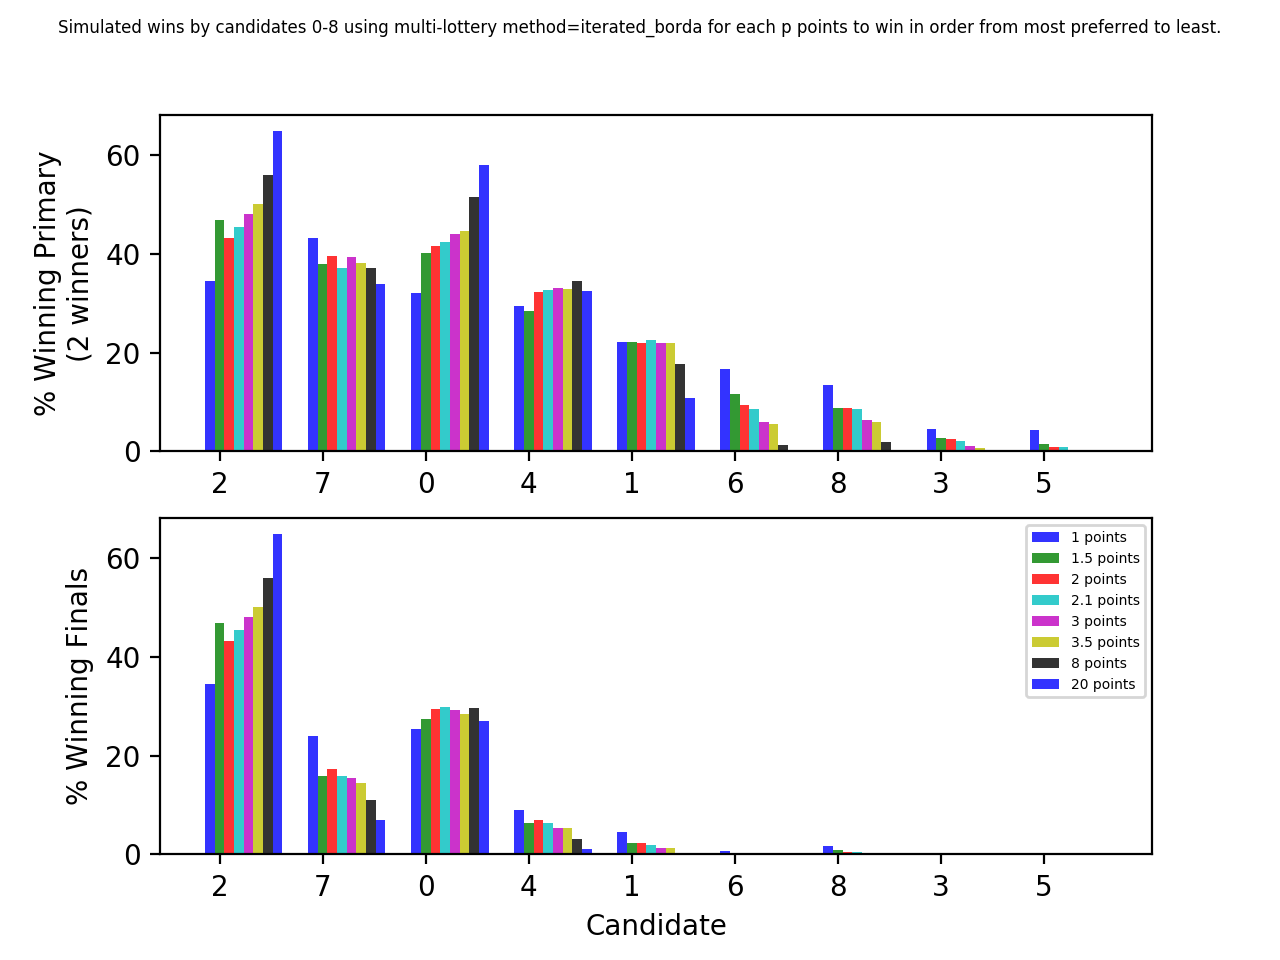 Simulated wins by candidates 0-8 using multi-lottery method=iterated_borda for each p points to win in order from most preferred to least.
% Winning Primary
(2 winners)
60
40
20
0
2 7 0 4 1 6 8 3 5
% Winning Finals
60
40
20
0
1 points
1.5 points
2 points
2.1 points
3 points
3.5 points
8 points
20 points
2 7 0 4 1 6 8 3 5
Candidate